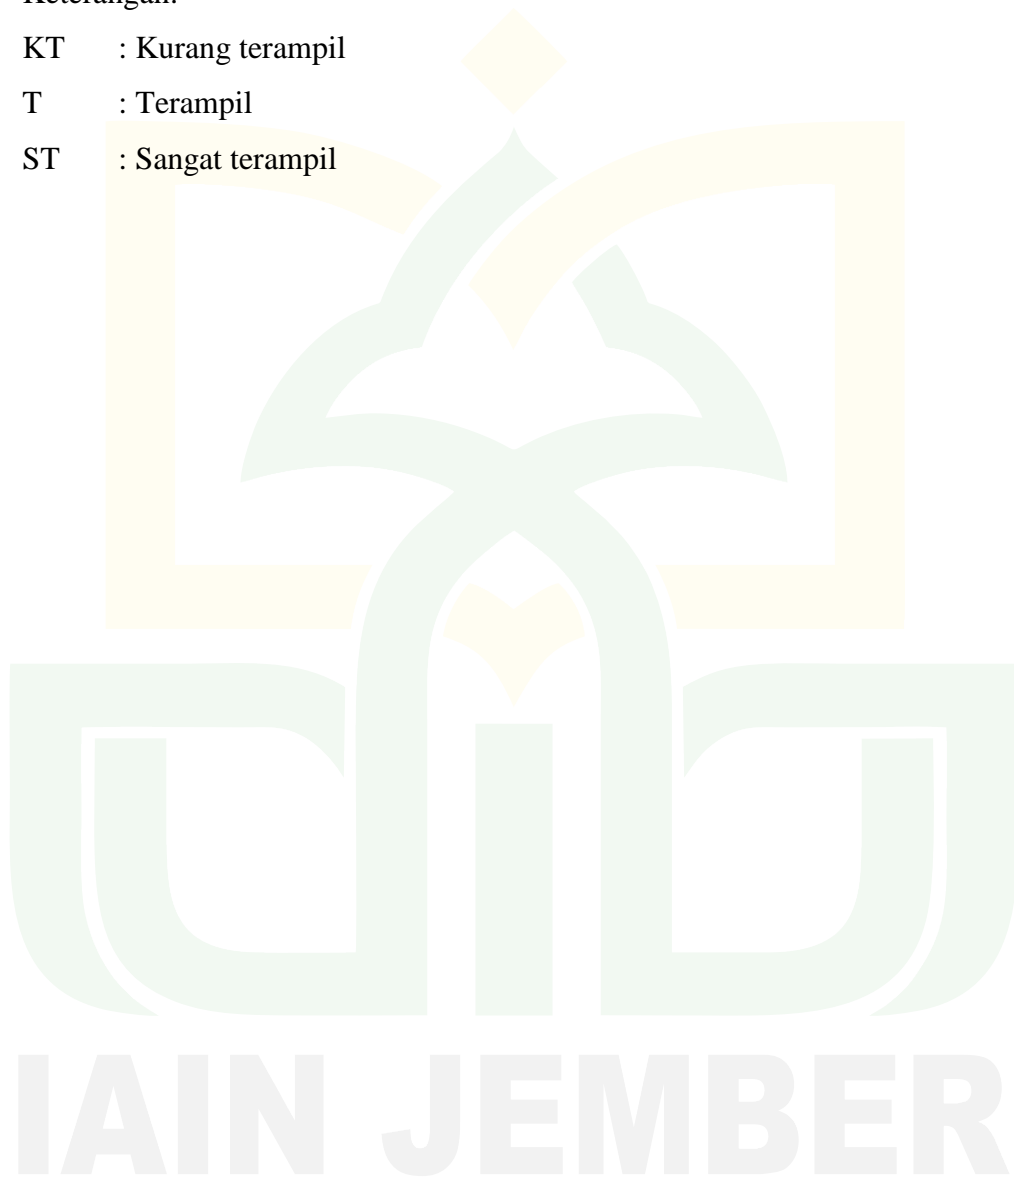 Keterangan:
KT : Kurang terampil
T : Terampil
ST : Sangat terampil
IAIN JEMBER